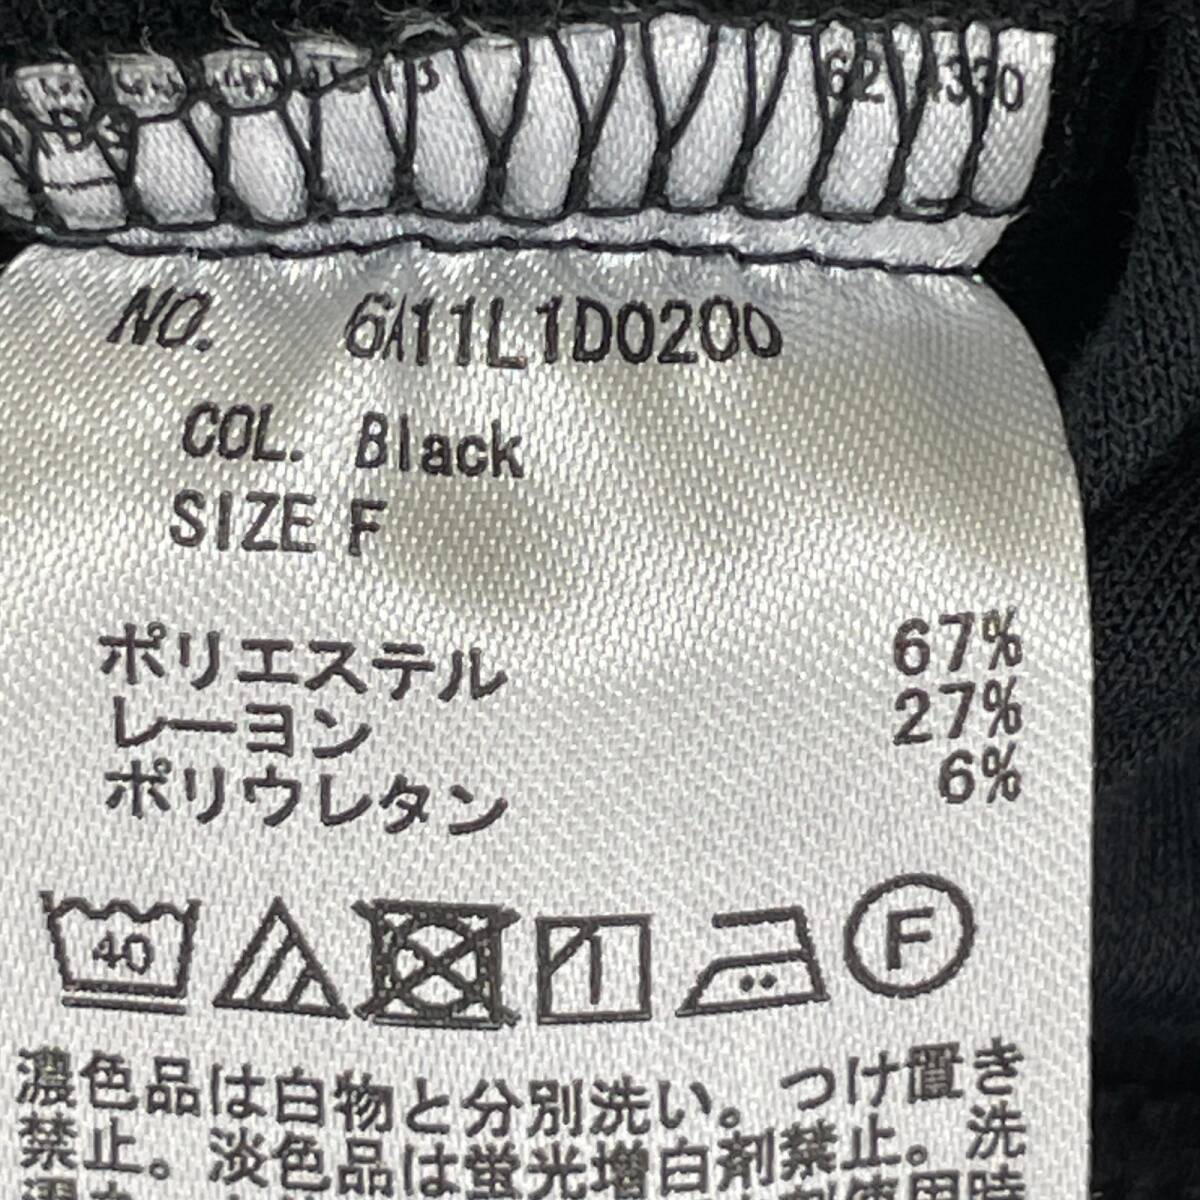 NO. 6A11L1D0200
COL. Black
SIZE F
ポリエステル 67%
レーヨン 27%
ポリウレタン 6%
40 F
濃色品は白物と分別洗い。つけ置き
禁止。淡色品は蛍光増白剤禁止。洗